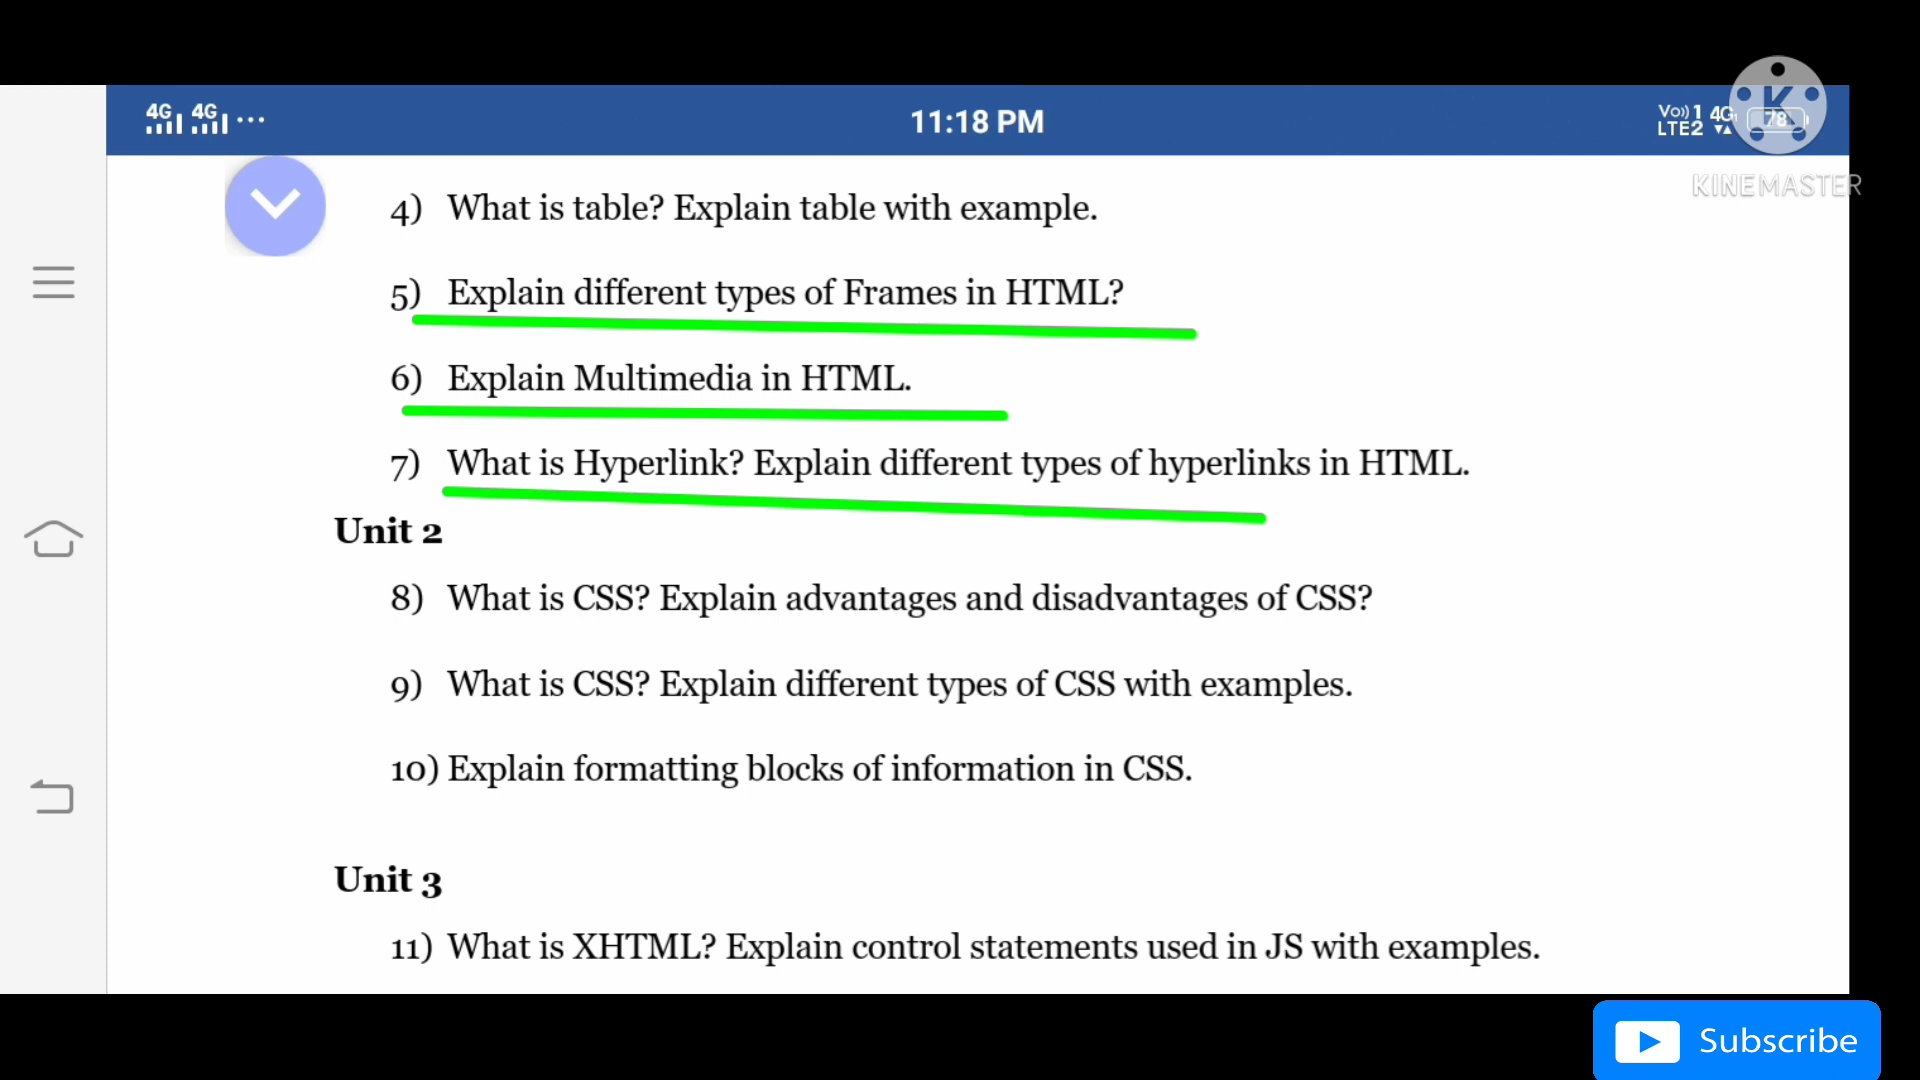 4G 4G ...
11:18 PM
Vo)) 1 4G
LTE2
78
K
KINEMASTER
4) What is table? Explain table with example.
5) Explain different types of Frames in HTML?
6) Explain Multimedia in HTML.
7) What is Hyperlink? Explain different types of hyperlinks in HTML.
Unit 2
8) What is CSS? Explain advantages and disadvantages of CSS?
9) What is CSS? Explain different types of CSS with examples.
10) Explain formatting blocks of information in CSS.
Unit 3
11) What is XHTML? Explain control statements used in JS with examples.
Subscribe